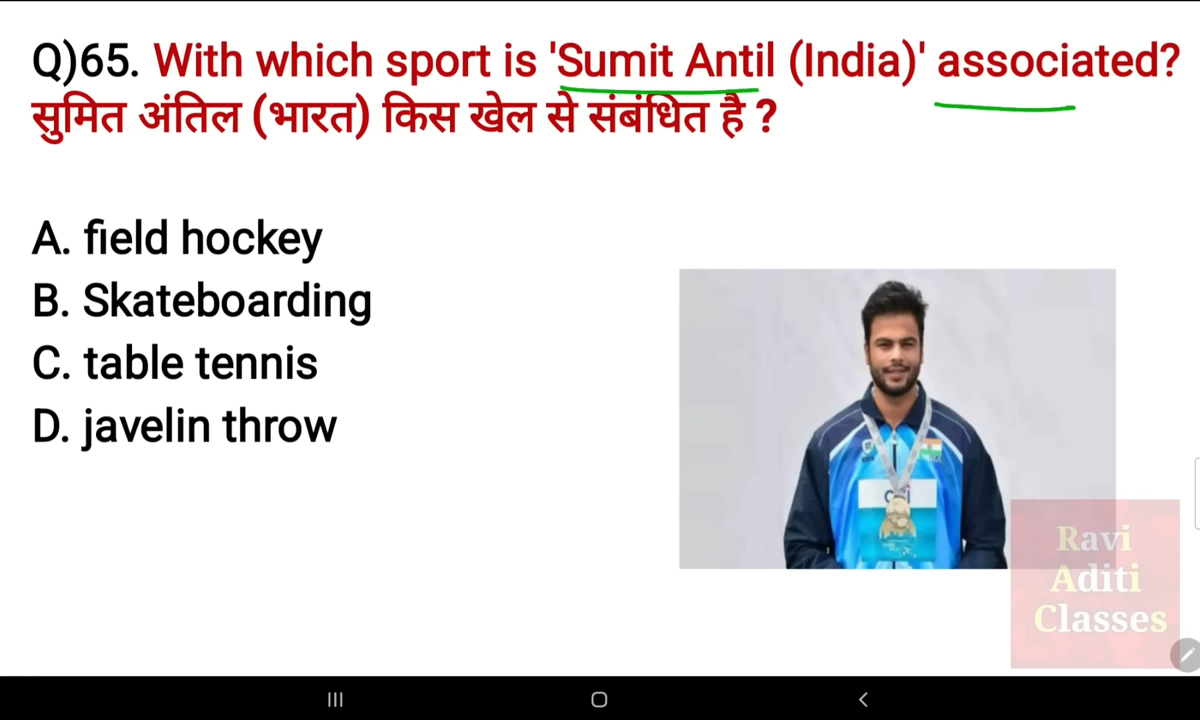 Q)65. With which sport is 'Sumit Antil (India)' associated?
सुमित अंतिल (भारत) किस खेल से संबंधित है ?
A. field hockey
B. Skateboarding
C. table tennis
D. javelin throw
Ravi
Aditi
Classes